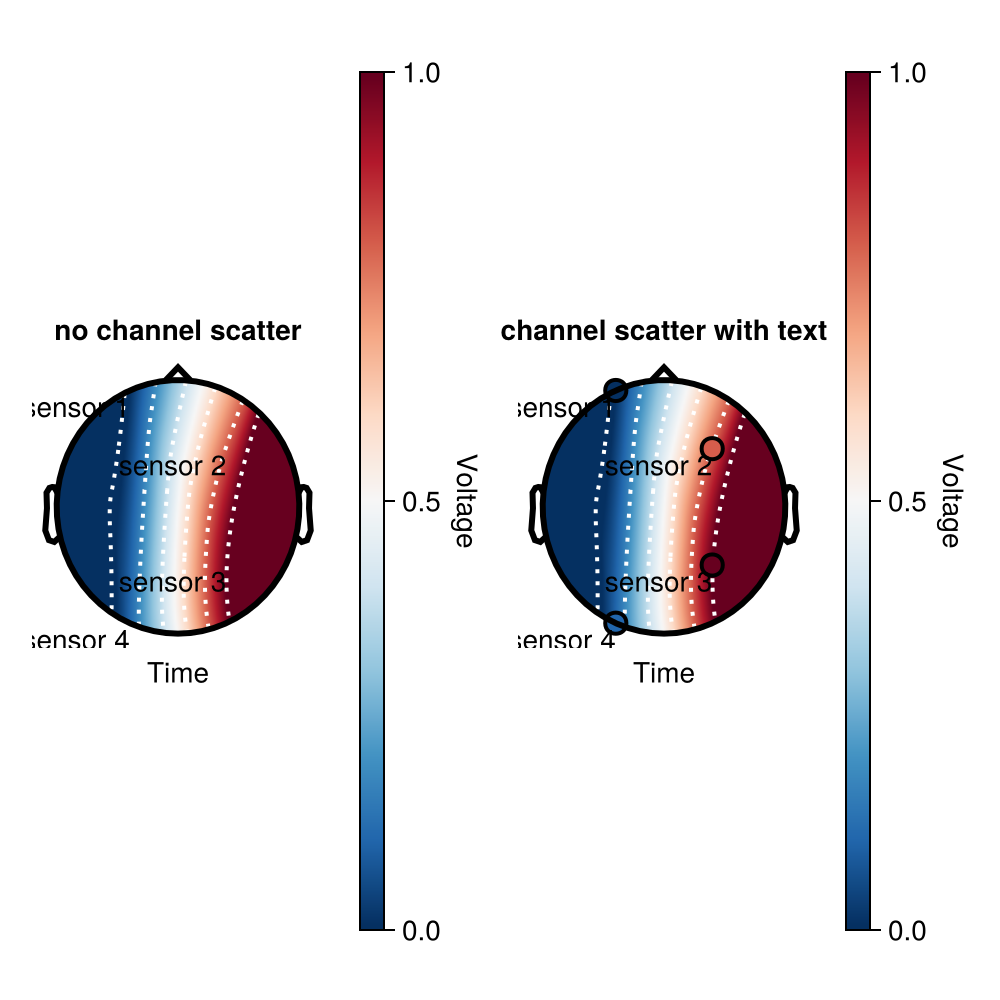 no channel scatter
sensor 1
sensor 2
sensor 3
sensor 4
Time
1.0
0.5
0.0
Voltage
channel scatter with text
sensor 1
sensor 2
sensor 3
sensor 4
Time
1.0
0.5
0.0
Voltage